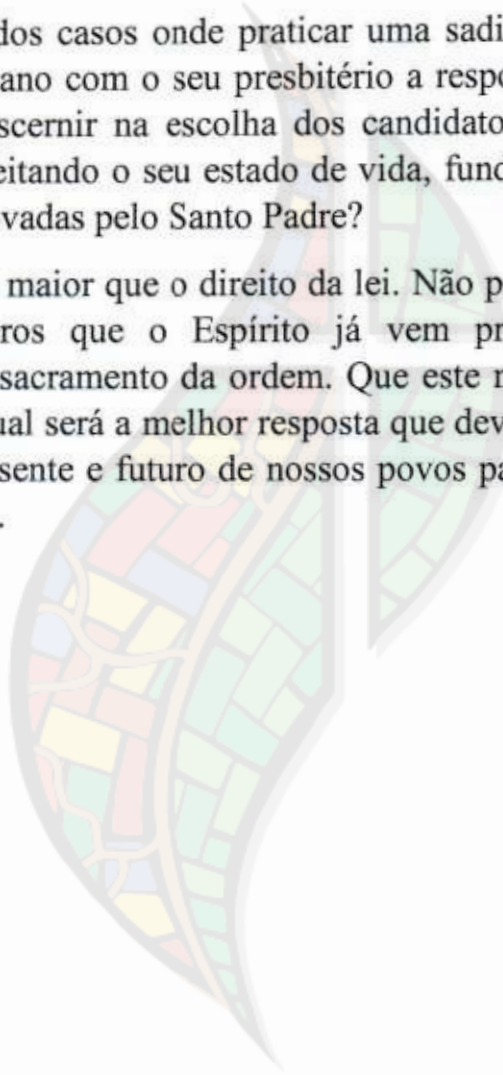 dos casos onde praticar uma sadi
ano com o seu presbitério a respo
scernir na escolha dos candidato
eitando o seu estado de vida, func
vadas pelo Santo Padre?
maior que o direito da lei. Não p
ros que o Espírito já vem pr
sacramento da ordem. Que este
ual será a melhor resposta que dev
sente e futuro de nossos povos pa
.